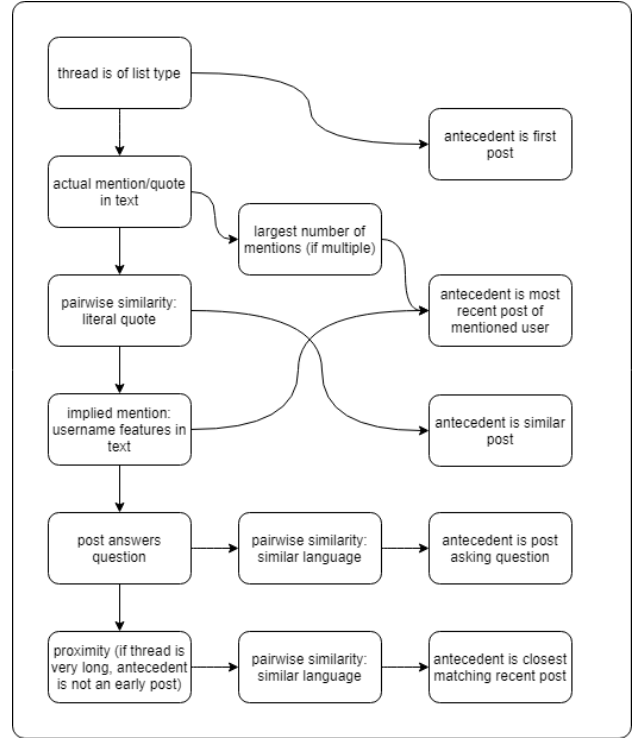 thread is of list type
antecedent is first
post
actual mention/quote
in text
largest number of
mentions (if multiple)
pairwise similarity:
literal quote
antecedent is most
recent post of
mentioned user
implied mention:
username features in
text
antecedent is similar
post
post answers
question
pairwise similarity:
similar language
antecedent is post
asking question
proximity (if thread is
very long, antecedent
is not an early post)
pairwise similarity:
similar language
antecedent is closest
matching recent post